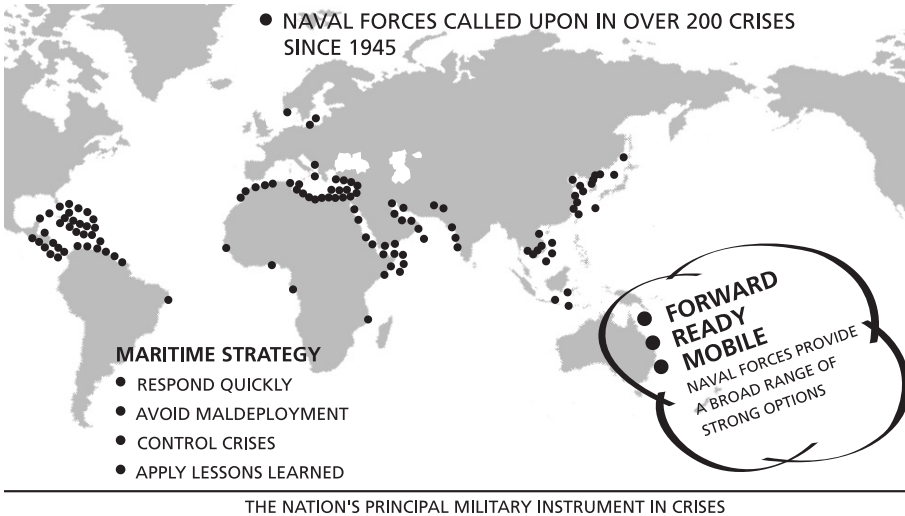 ● NAVAL FORCES CALLED UPON IN OVER 200 CRISES
SINCE 1945
MARITIME STRATEGY
● RESPOND QUICKLY
● AVOID MALDEPLOYMENT
● CONTROL CRISES
● APPLY LESSONS LEARNED
● FORWARD
● READY
● MOBILE
NAVAL FORCES PROVIDE
A BROAD RANGE OF
STRONG OPTIONS
THE NATION'S PRINCIPAL MILITARY INSTRUMENT IN CRISES